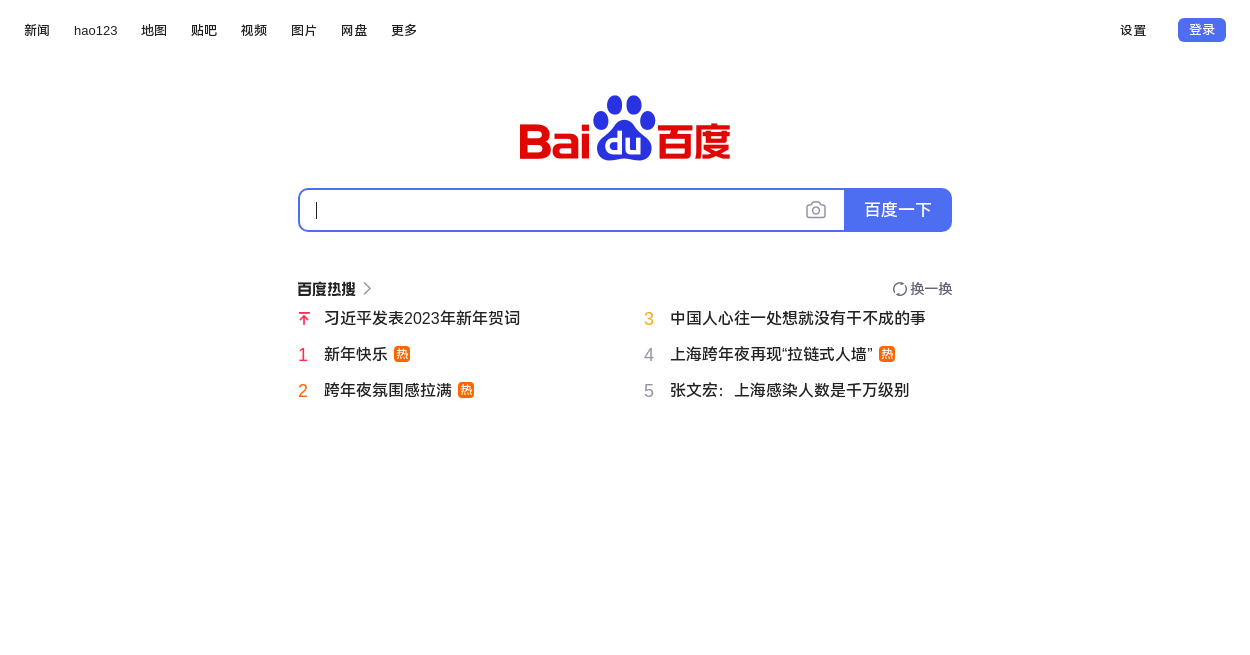 新闻 hao123 地图 贴吧 视频 图片 网盘 更多 设置 登录
Bai du 百度
百度一下
百度热搜 换一换
习近平发表2023年新年贺词
1 新年快乐 热
2 跨年夜氛围感拉满 热
3 中国人心往一处想就没有干不成的事
4 上海跨年夜再现“拉链式人墙” 热
5 张文宏：上海感染人数是千万级别